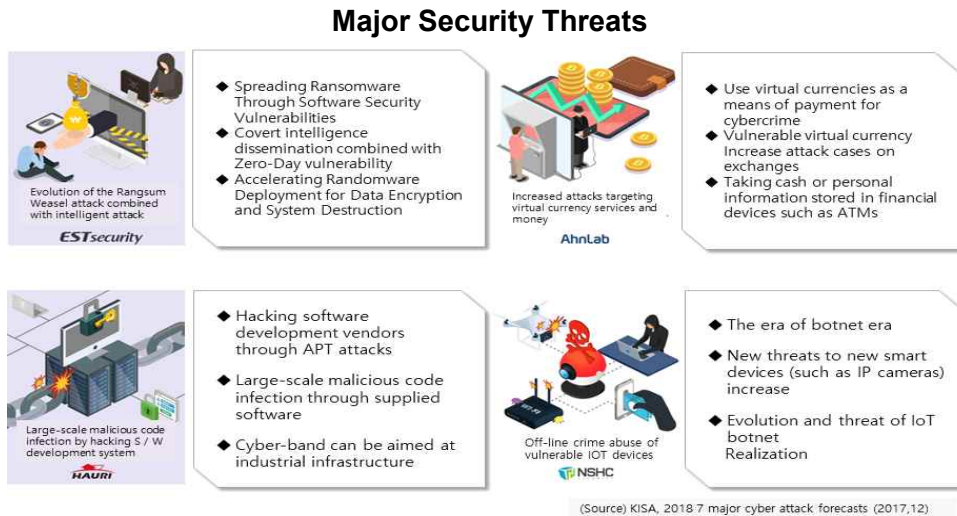 Major Security Threats
◆ Spreading Ransomware
Through Software Security
Vulnerabilities
◆ Covert intelligence
dissemination combined with
Zero-Day vulnerability
◆ Accelerating Randomware
Deployment for Data Encryption
and System Destruction
Evolution of the Rangsum
Weasel attack combined
with intelligent attack
ESTsecurity
◆ Use virtual currencies as a
means of payment for
cybercrime
◆ Vulnerable virtual currency
Increase attack cases on
exchanges
◆ Taking cash or personal
information stored in financial
devices such as ATMs
Increased attacks targeting
virtual currency services and
money
AhnLab
◆ Hacking software
development vendors
through APT attacks
◆ Large-scale malicious code
infection through supplied
software
◆ Cyber-band can be aimed at
industrial infrastructure
Large-scale malicious code
infection by hacking S / W
development system
HAURI
◆ The era of botnet era
◆ New threats to new smart
devices (such as IP cameras)
increase
◆ Evolution and threat of IoT
botnet
Realization
WI-FI
Off-line crime abuse of
vulnerable IOT devices
NSHC
(Source) KISA, 2018 7 major cyber attack forecasts (2017,12)